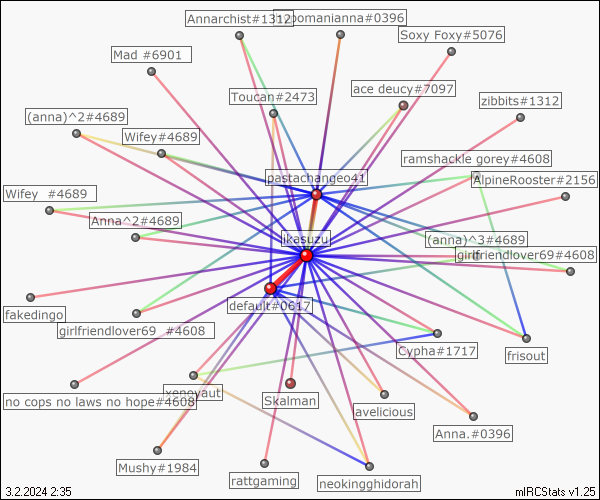 Annarchist#1312
pomanianna#0396
Soxy Foxy#5076
Mad #6901
ace deucy#7097
Toucan#2473
zibbits#1312
(anna)^2#4689
Wifey#4689
ramshackle gorey#4608
pastachangeo41
AlpineRooster#2156
Wifey #4689
Anna^2#4689
jkasuzu
(anna)^3#4689
girlfriendlover69#4608
default#0617
fakedingo
girlfriendlover69 #4608
Cypha#1717
frisout
xenoyaut
Skalman
no cops no laws no hope#4608
avelicious
Anna.#0396
Mushy#1984
rattgaming
neokingghidorah
3.2.2024 2:35
mIRCStats v1.25